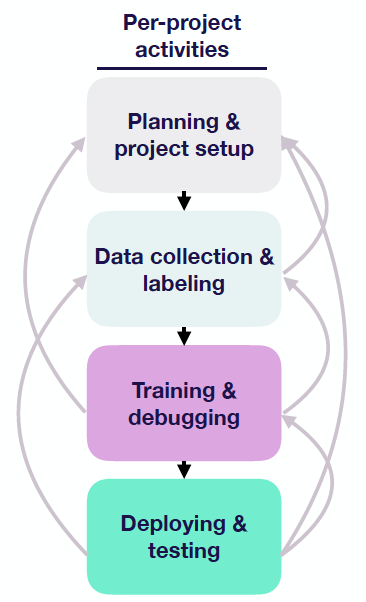 Per-project
activities
Planning &
project setup
Data collection &
labeling
Training &
debugging
Deploying &
testing